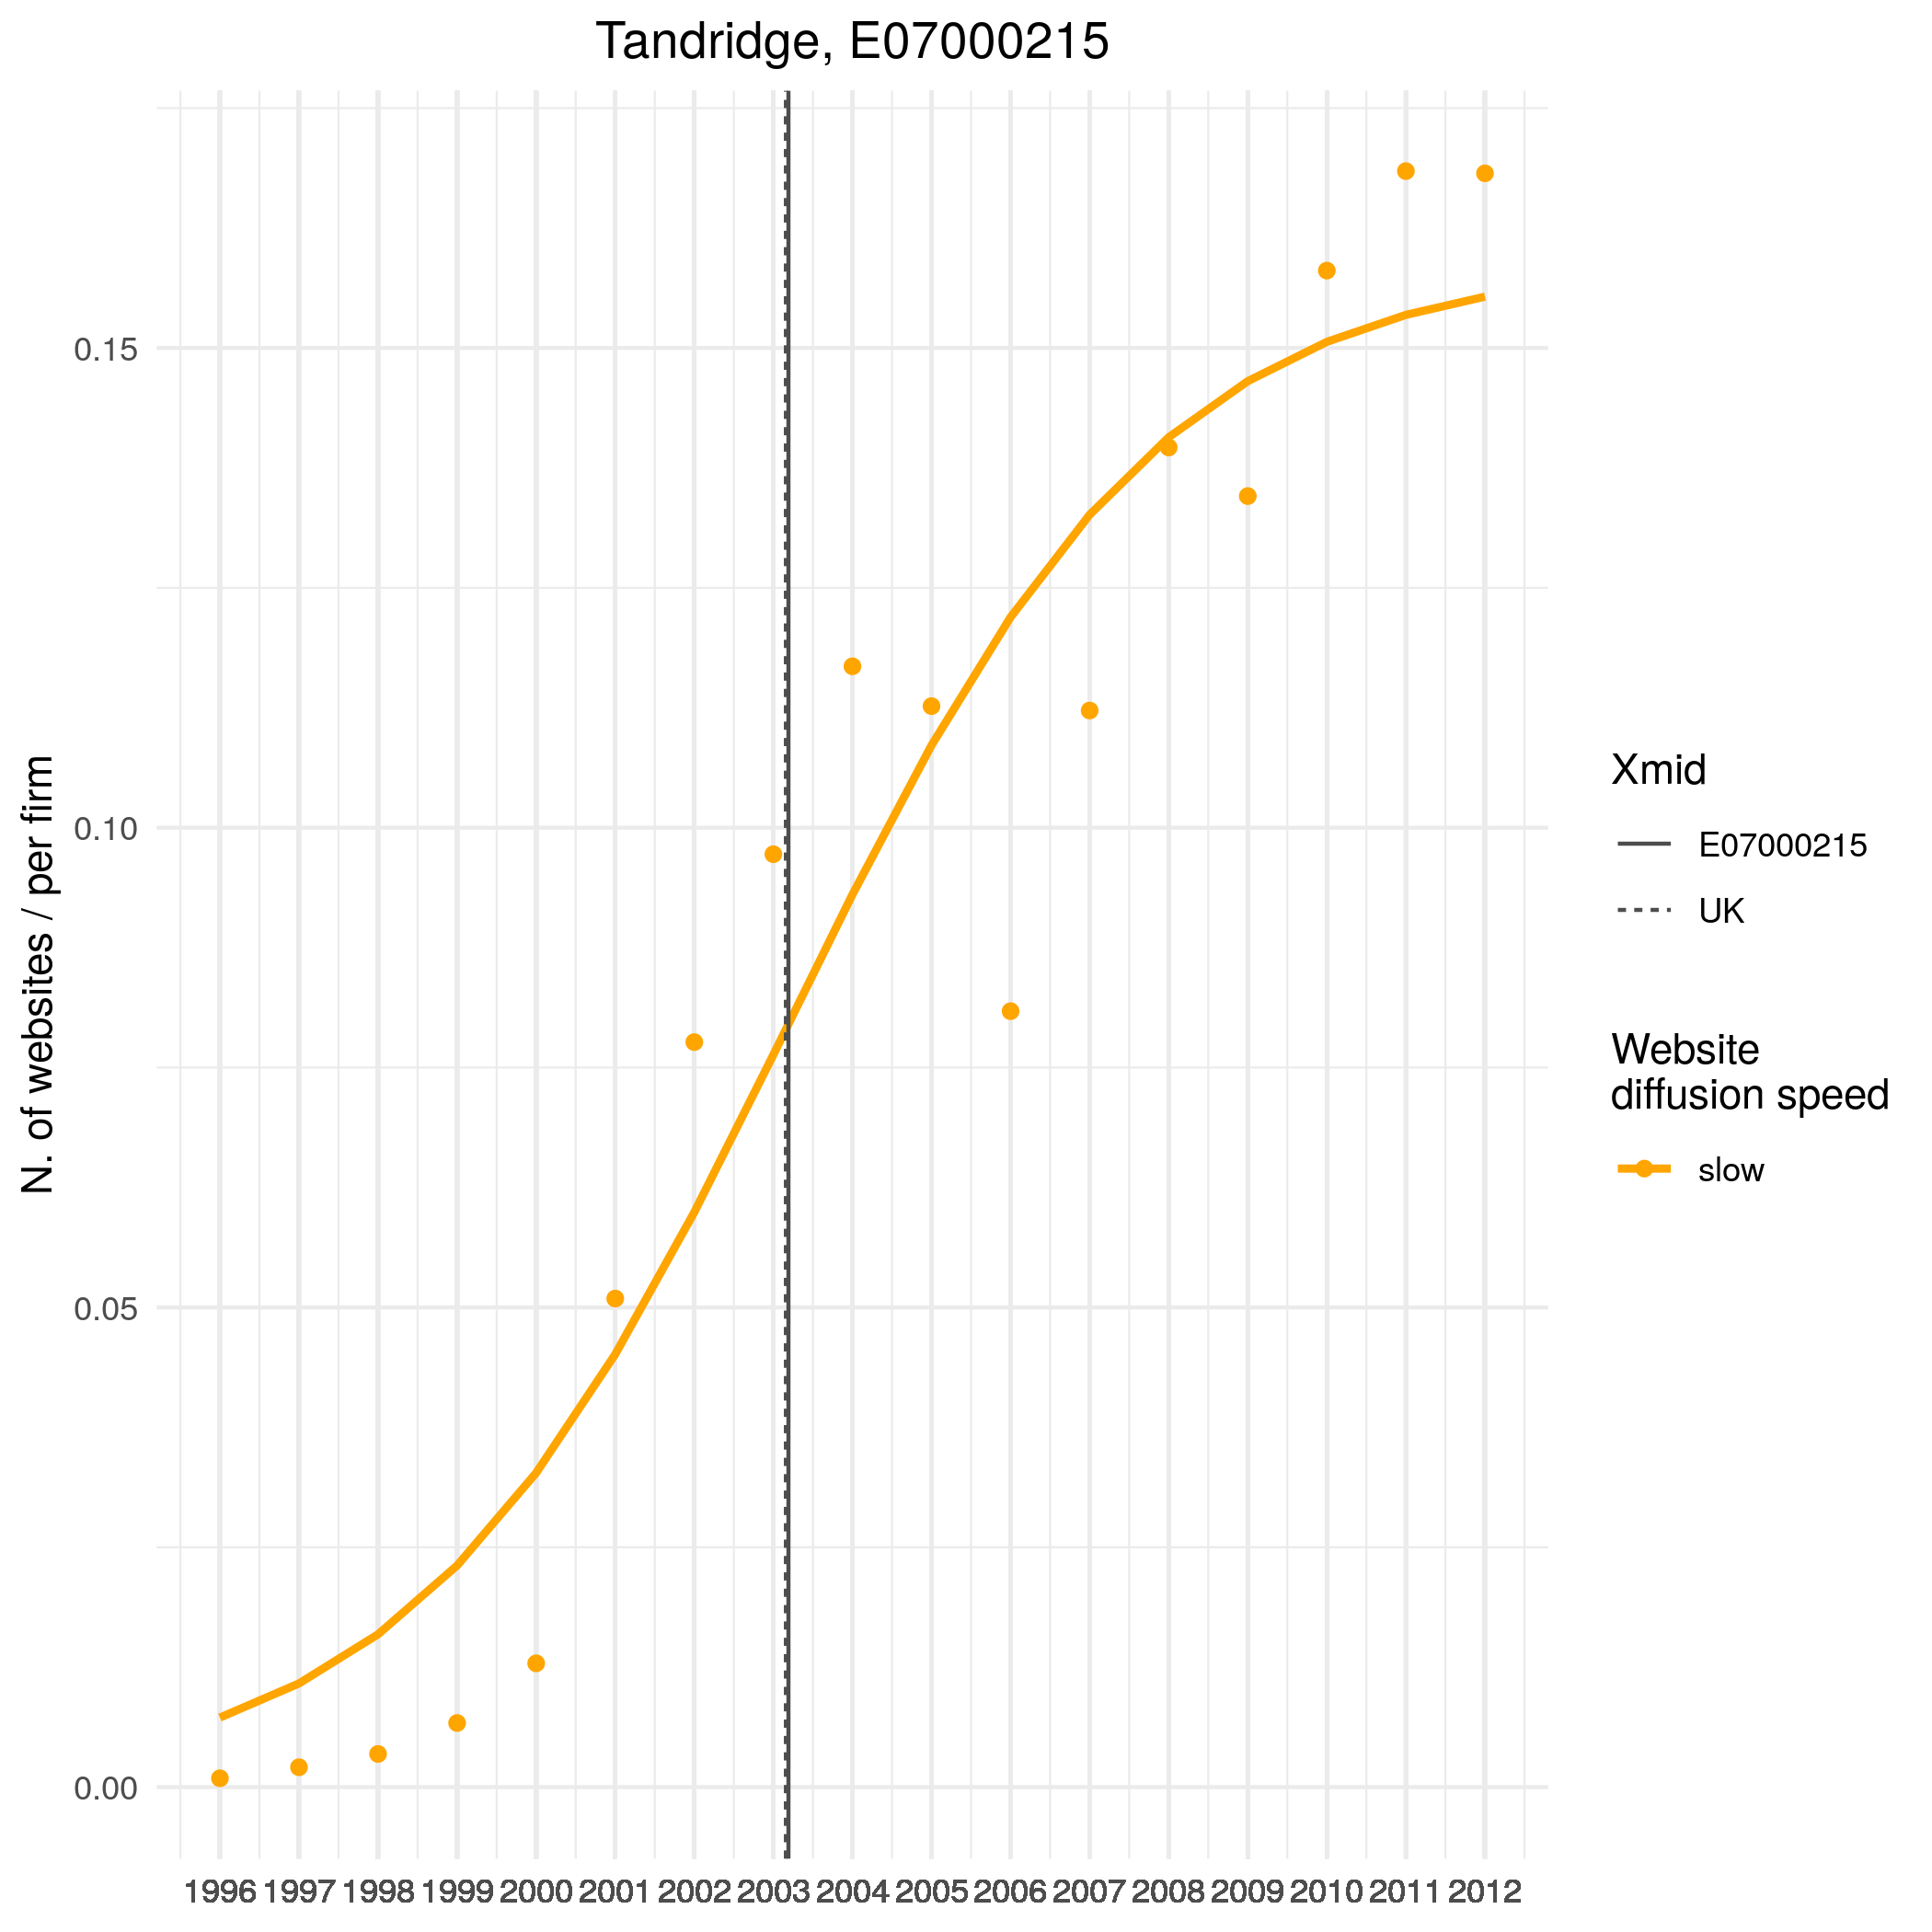 Tandridge, E07000215
N. of websites / per firm
0.15
0.10
0.05
0.00
1996 1997 1998 1999 2000 2001 2002 2003 2004 2005 2006 2007 2008 2009 2010 2011 2012
Xmid
E07000215
UK
Website
diffusion speed
slow